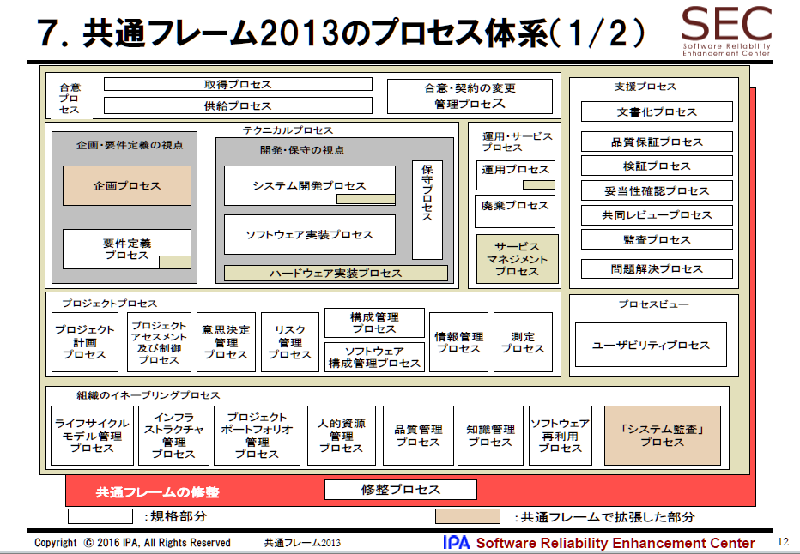 ７．共通フレーム2013のプロセス体系(１/２)
SEC
Software Reliability
Enhancement Center
合意
プロ
セス
取得プロセス
供給プロセス
合意・契約の変更
管理プロセス
テクニカルプロセス
企画・要件定義の視点
企画プロセス
要件定義
プロセス
開発・保守の視点
システム開発プロセス
ソフトウェア実装プロセス
ハードウェア実装プロセス
保守プロセス
運用・サービス
プロセス
運用プロセス
廃棄プロセス
サービス
マネジメント
プロセス
支援プロセス
文書化プロセス
品質保証プロセス
検証プロセス
妥当性確認プロセス
共同レビュープロセス
監査プロセス
問題解決プロセス
プロジェクトプロセス
プロジェクト
計画
プロセス
プロジェクト
アセスメント
及び制御
プロセス
意思決定
管理
プロセス
リスク
管理
プロセス
構成管理
プロセス
ソフトウェア
構成管理プロセス
情報管理
プロセス
測定
プロセス
プロセスビュー
ユーザビリティプロセス
組織のイネーブリングプロセス
ライフサイクル
モデル管理
プロセス
インフラ
ストラクチャ
管理
プロセス
プロジェクト
ポートフォリオ
管理
プロセス
人的資源
管理
プロセス
品質管理
プロセス
知識管理
プロセス
ソフトウェア
再利用
プロセス
「システム監査」
プロセス
共通フレームの修整
修整プロセス
:規格部分
:共通フレームで拡張した部分
Copyright © 2016 IPA, All Rights Reserved
共通フレーム2013
IPA Software Reliability Enhancement Center
12